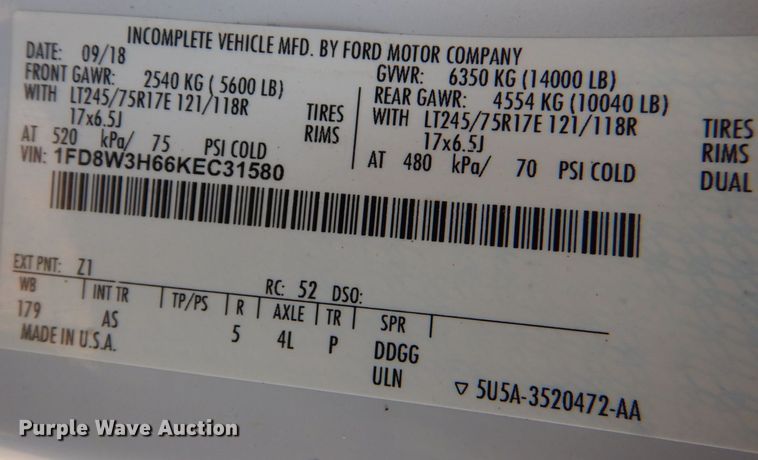 INCOMPLETE VEHICLE MFD. BY FORD MOTOR COMPANY
DATE: 09/18
GVWR: 6350 KG (14000 LB)
FRONT GAWR: 2540 KG ( 5600 LB)
REAR GAWR: 4554 KG (10040 LB)
WITH LT245/75R17E 121/118R TIRES
WITH LT245/75R17E 121/118R TIRES
17x6.5J RIMS
17x6.5J RIMS
AT 520 kPa/ 75 PSI COLD
AT 480 kPa/ 70 PSI COLD DUAL
VIN: 1FD8W3H66KEC31580
EXT PNT: Z1
RC: 52 DSO:
WB INT TR TP/PS R AXLE TR SPR
179 AS 5 4L P DDGG
MADE IN U.S.A.
ULN
5U5A-3520472-AA
Purple Wave Auction